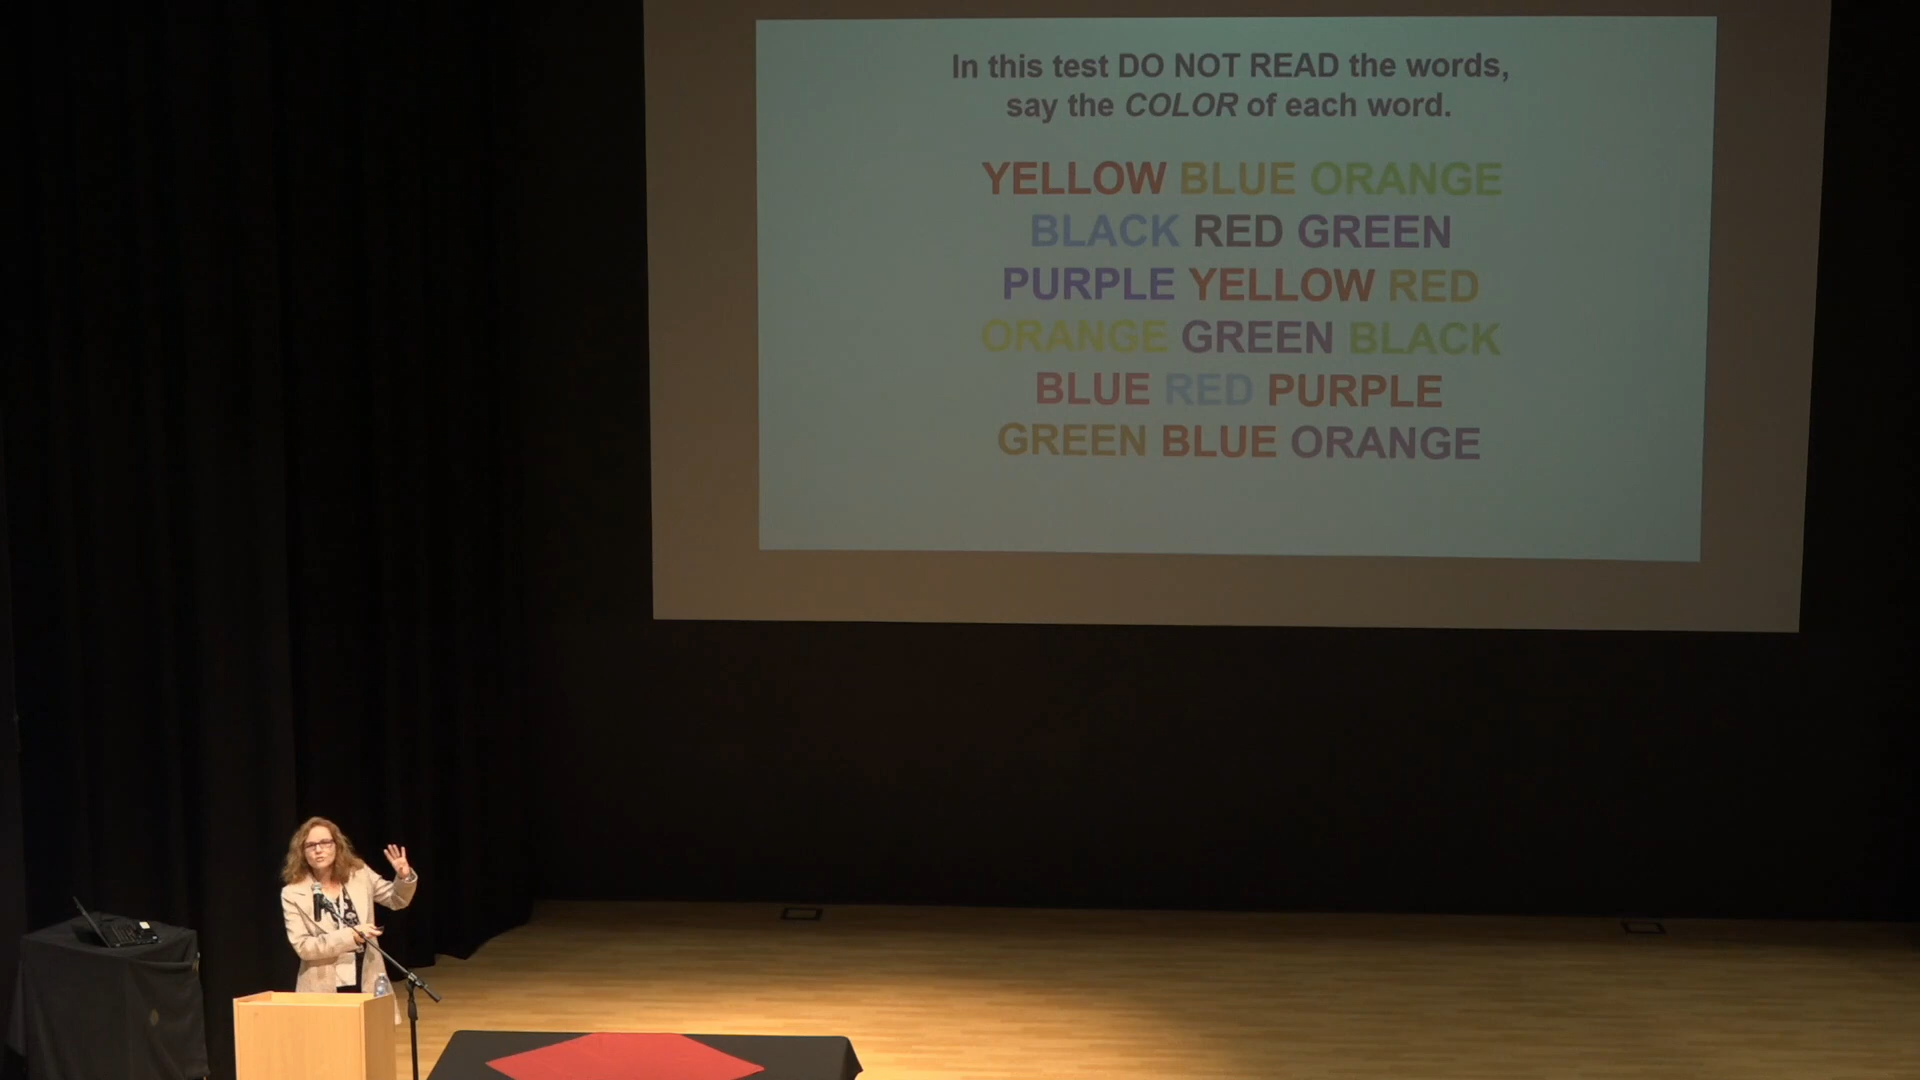 In this test DO NOT READ the words,
say the COLOR of each word.
YELLOW BLUE ORANGE
BLACK RED GREEN
PURPLE YELLOW RED
ORANGE GREEN BLACK
BLUE RED PURPLE
GREEN BLUE ORANGE